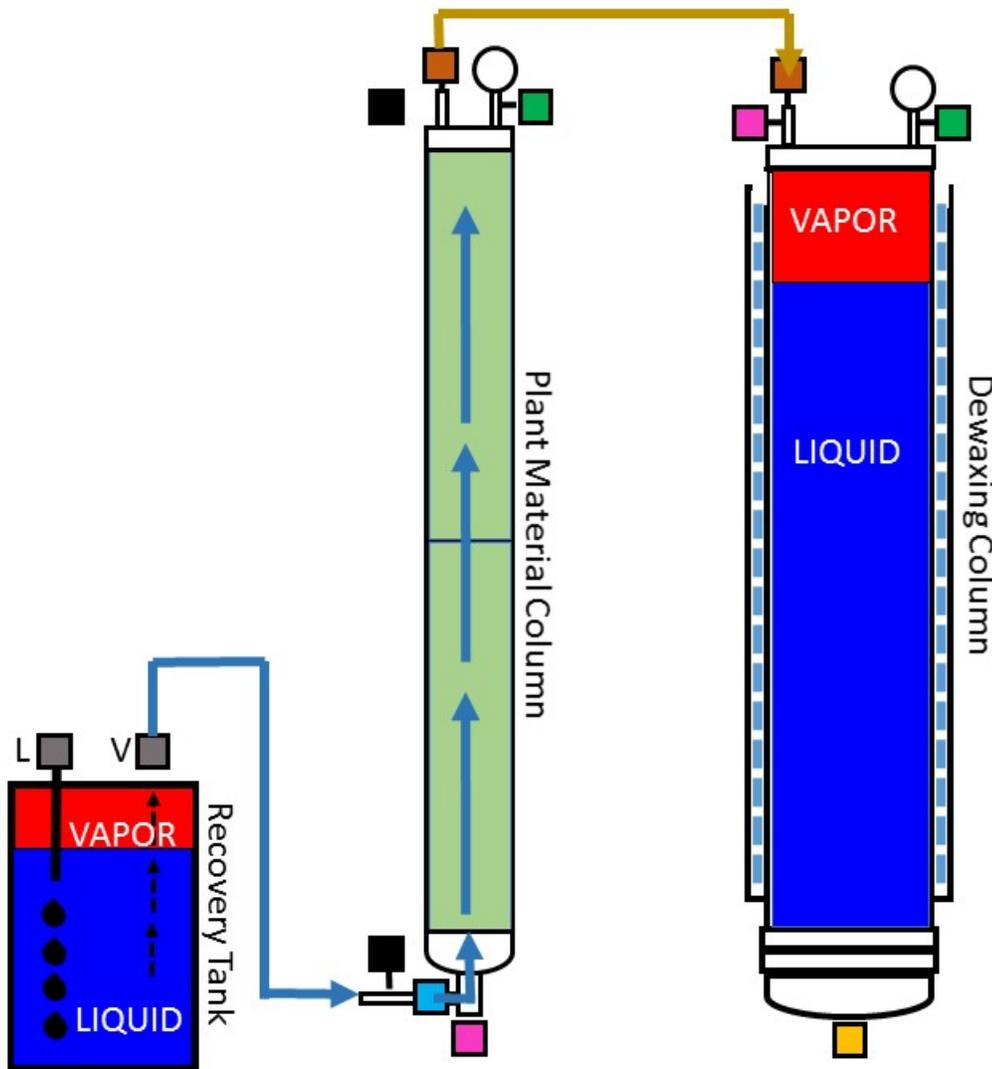 VAPOR
LIQUID
Plant Material Column
Dewaxing Column
L
V
VAPOR
LIQUID
Recovery Tank